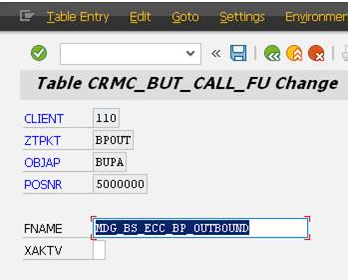 Table Entry Edit Goto Settings Environmen
Table CRMC_BUT_CALL_FU Change
CLIENT 110
ZTPKT BPOUT
OBJAP BUPA
POSNR 5000000
FNAME MDG_BS_ECC_BP_OUTBOUND
XAKTV